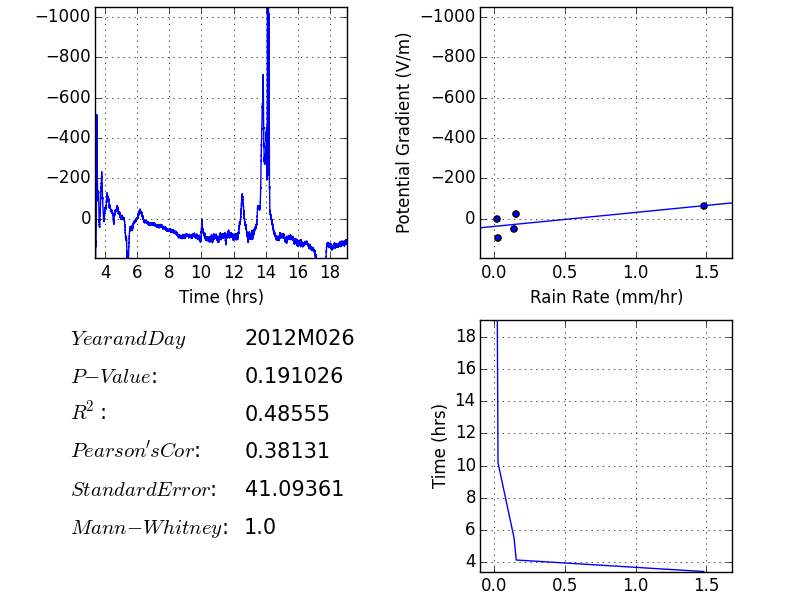 −1000
−800
−600
−400
−200
0
4 6 8 10 12 14 16 18
Time (hrs)
Potential Gradient (V/m)
−1000
−800
−600
−400
−200
0
0.0 0.5 1.0 1.5
Rain Rate (mm/hr)
YearandDay 2012M026
P−Value: 0.191026
R²: 0.48555
Pearson'sCor: 0.38131
StandardError: 41.09361
Mann−Whitney: 1.0
Time (hrs)
18
16
14
12
10
8
6
4
0.0 0.5 1.0 1.5